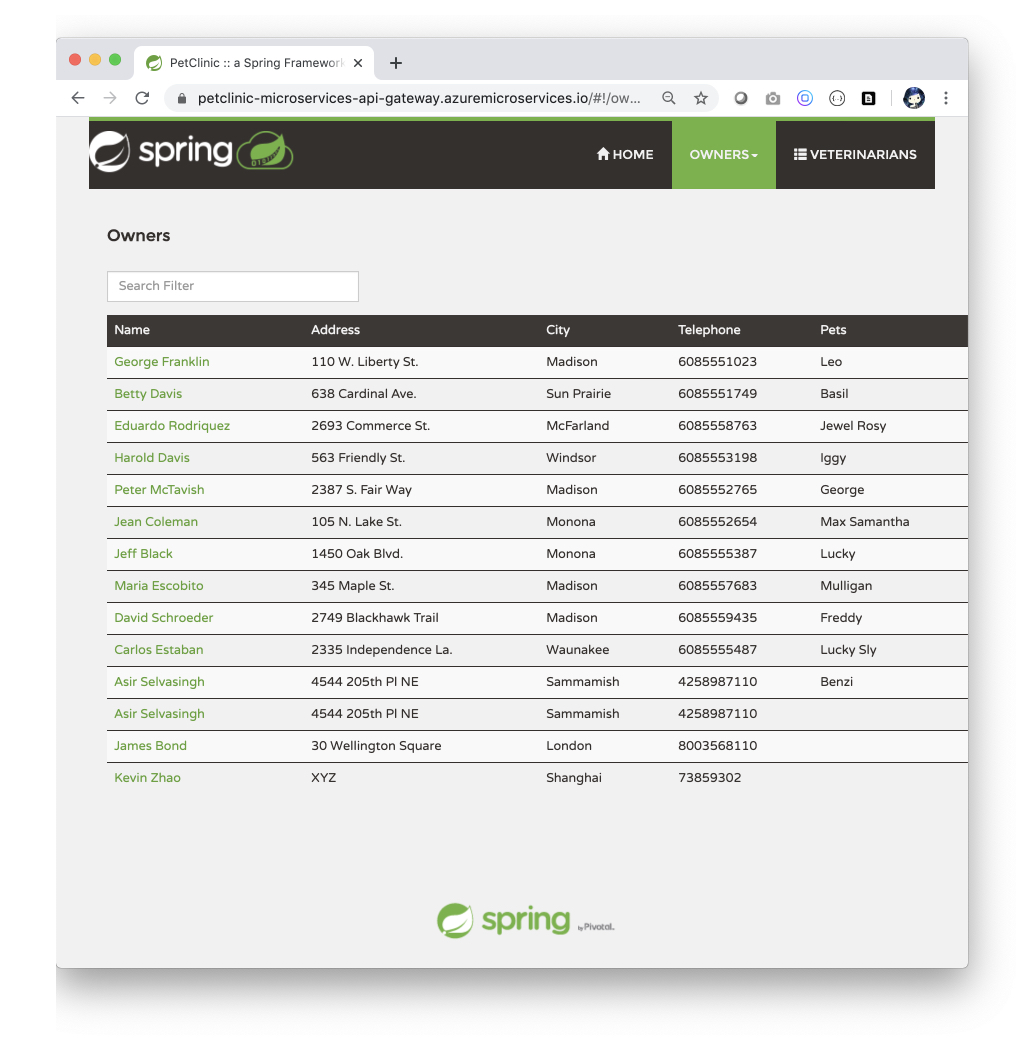 PetClinic :: a Spring Framework
petclinic-microservices-api-gateway.azuremicroservices.io/#!/ow...
spring
HOME OWNERS VETERINARIANS
Owners
Search Filter
Name Address City Telephone Pets
George Franklin 110 W. Liberty St. Madison 6085551023 Leo
Betty Davis 638 Cardinal Ave. Sun Prairie 6085551749 Basil
Eduardo Rodriquez 2693 Commerce St. McFarland 6085558763 Jewel Rosy
Harold Davis 563 Friendly St. Windsor 6085553198 Iggy
Peter McTavish 2387 S. Fair Way Madison 6085552765 George
Jean Coleman 105 N. Lake St. Monona 6085552654 Max Samantha
Jeff Black 1450 Oak Blvd. Monona 6085555387 Lucky
Maria Escobito 345 Maple St. Madison 6085557683 Mulligan
David Schroeder 2749 Blackhawk Trail Madison 6085559435 Freddy
Carlos Estaban 2335 Independence La. Waunakee 6085555487 Lucky Sly
Asir Selvasingh 4544 205th Pl NE Sammamish 4258987110 Benzi
Asir Selvasingh 4544 205th Pl NE Sammamish 4258987110
James Bond 30 Wellington Square London 8003568110
Kevin Zhao XYZ Shanghai 73859302
spring by Pivotal.